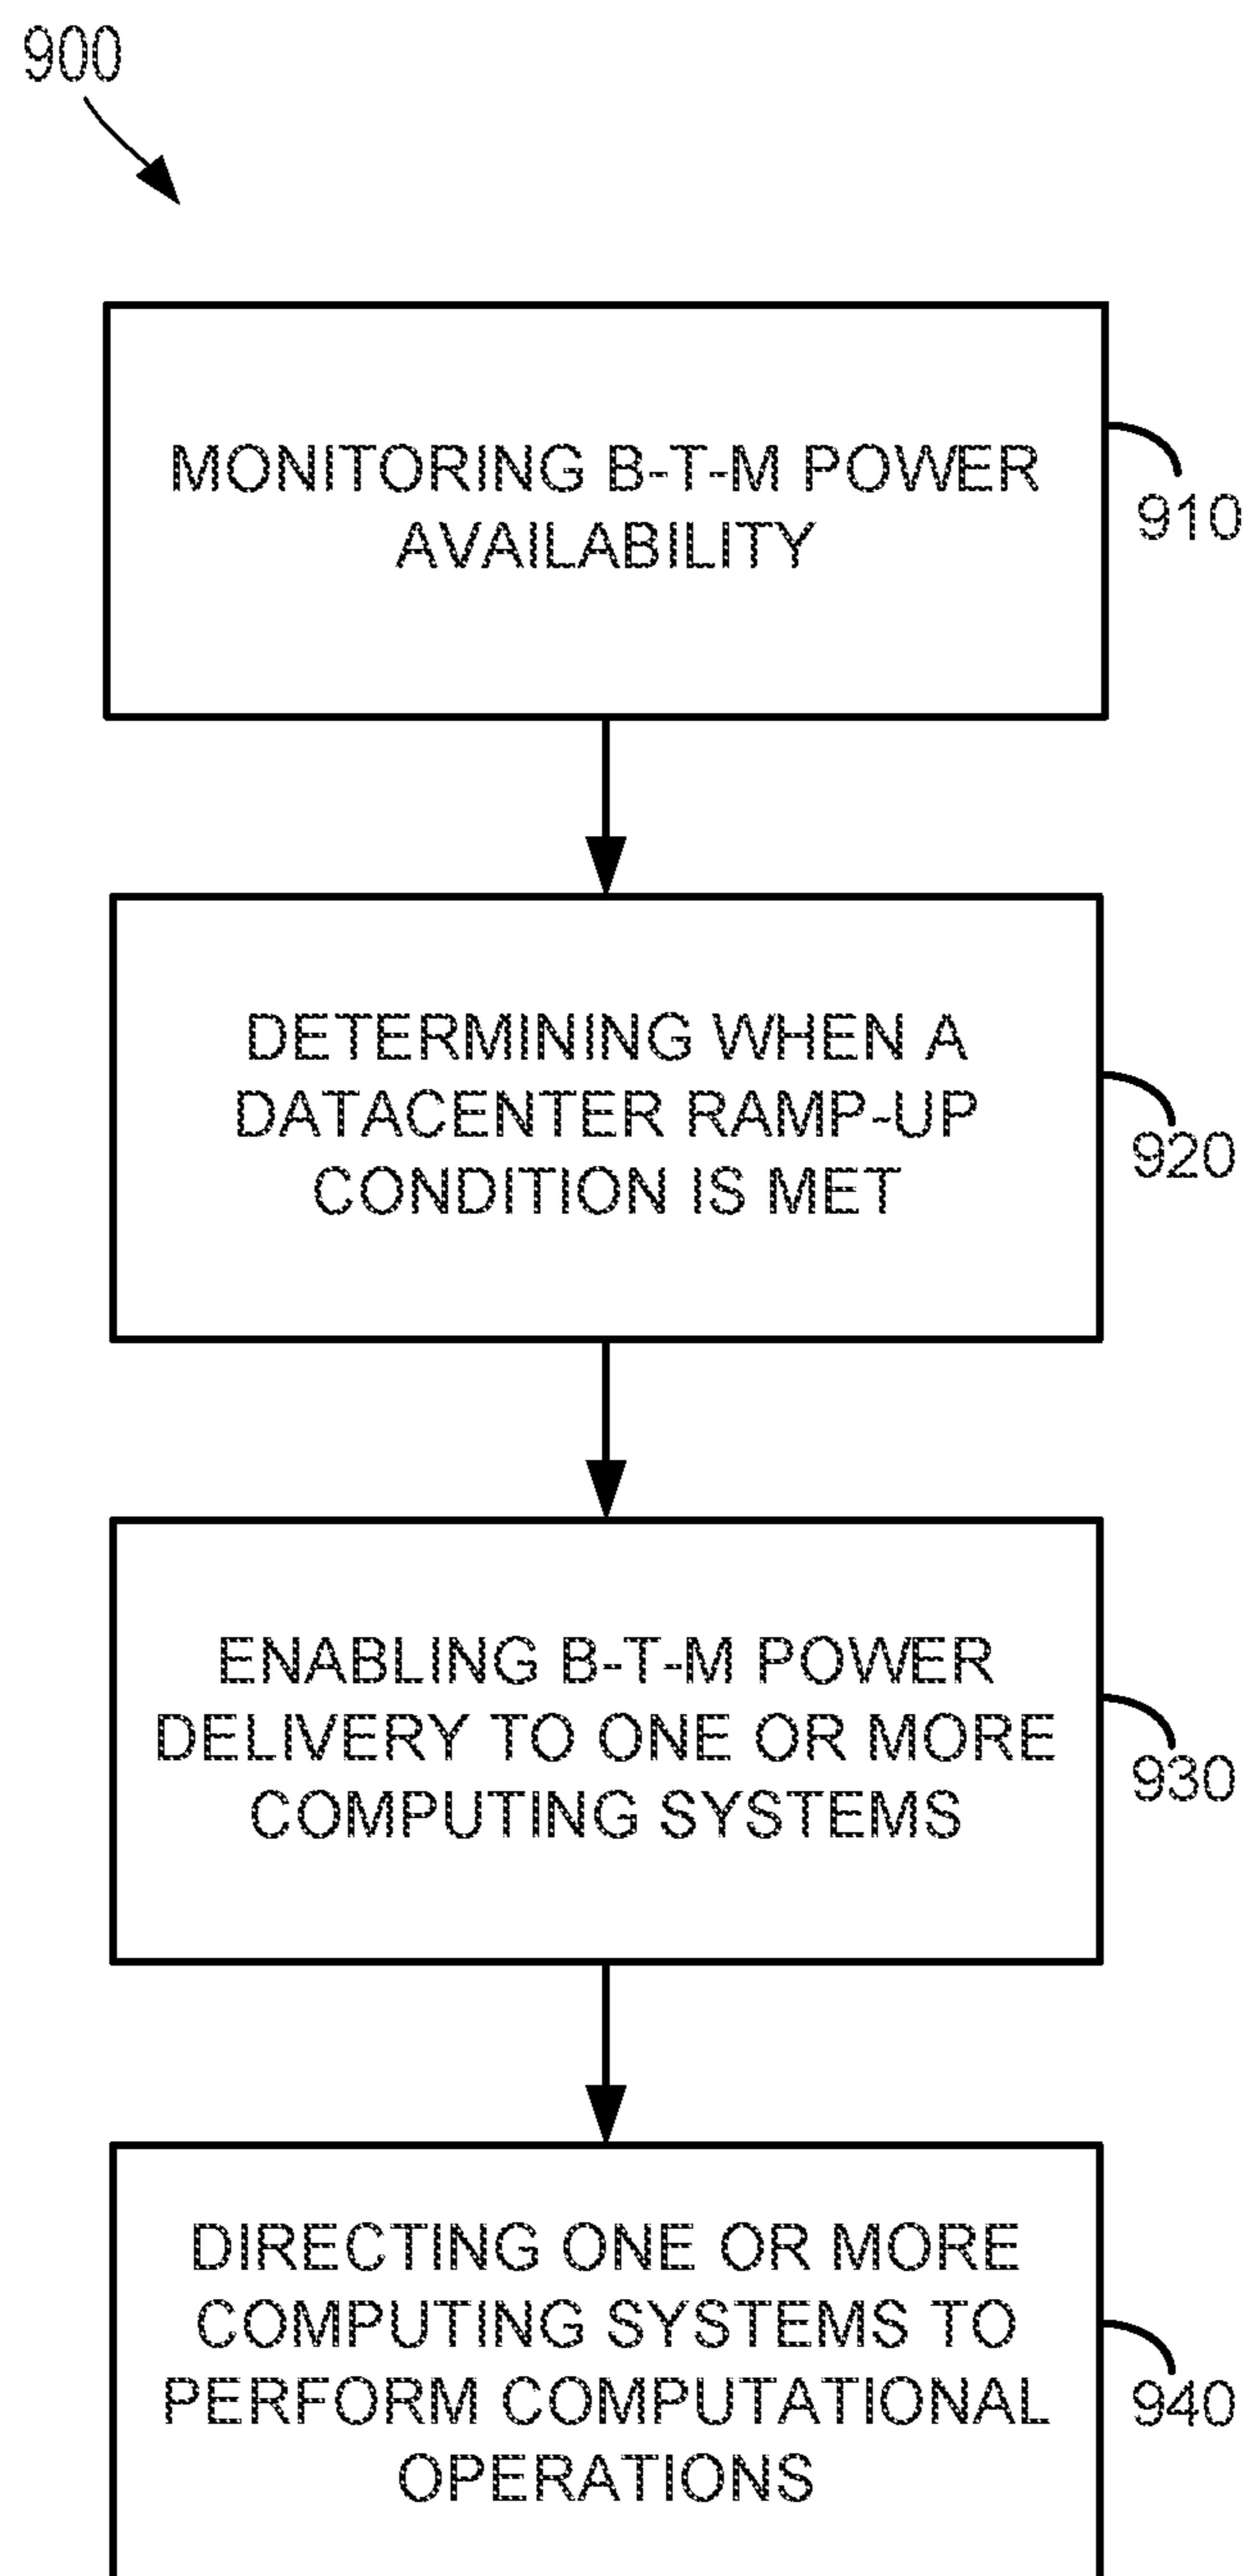 900
MONITORING B-T-M POWER
AVAILABILITY
910
DETERMINING WHEN A
DATACENTER RAMP-UP
CONDITION IS MET
920
ENABLING B-T-M POWER
DELIVERY TO ONE OR MORE
COMPUTING SYSTEMS
930
DIRECTING ONE OR MORE
COMPUTING SYSTEMS TO
PERFORM COMPUTATIONAL
OPERATIONS
940